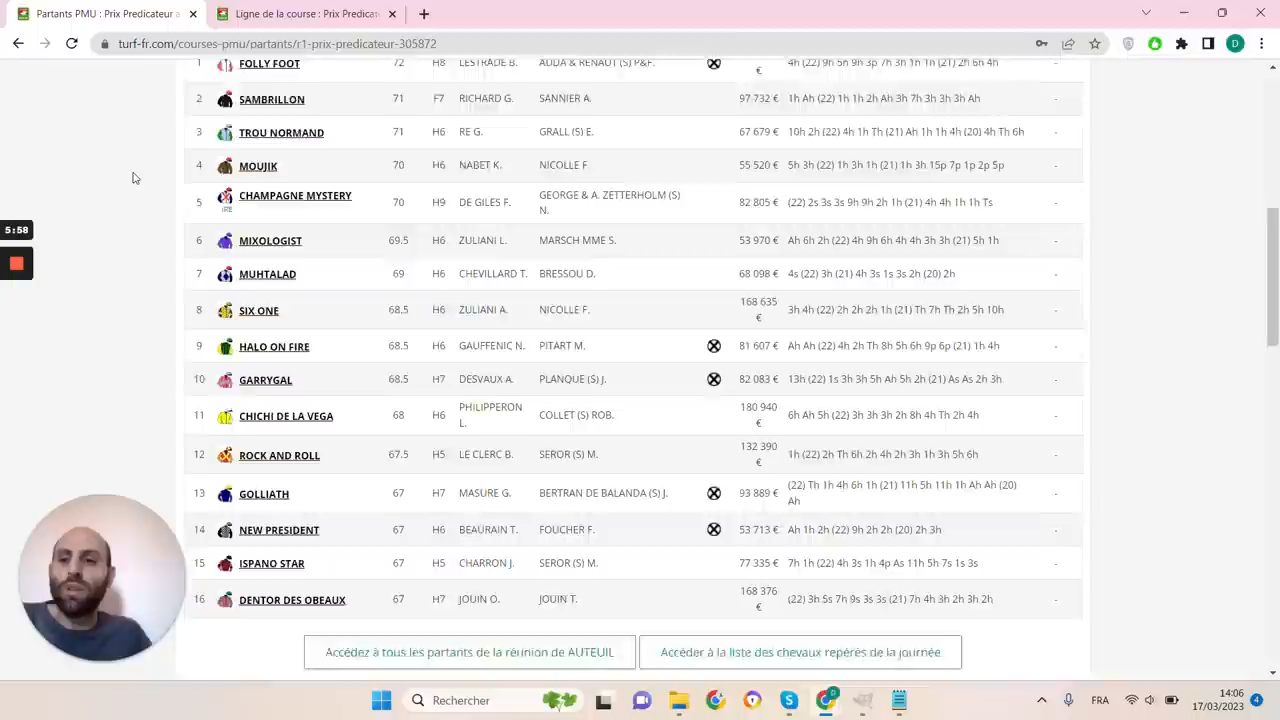 Partants PMU : Prix Predicateur a
Ligne de la course : Prix Predicat
turf-fr.com/courses-pmu/partants/r1-prix-predicateur-305872
D
1 FOLLY FOOT 72 H8 LESTRADE B. ADDA & RENAUT (S) P&F. € 4h (22) 9h 5h 9h 3p 7h 3h 1h 1h (21) 2h 6h 4h -
2 SAMBRILLON 71 F7 RICHARD G. SANNIER A. 97 732 € 1h Ah (22) 1h 1h 2h Ah 3h 7h 3h 3h 3h Ah -
3 TROU NORMAND 71 H6 RE G. GRALL (S) E. 67 679 € 10h 2h (22) 4h 1h Th (21) Ah 1h 1h 4h (20) 4h Th 6h -
4 MOUJIK 70 H6 NABET K. NICOLLE F. 55 520 € 5h 3h (22) 1h 3h 1h (21) 1h 3h 15p 7p 1p 2p 5p -
5 IRE CHAMPAGNE MYSTERY 70 H9 DE GILES F. GEORGE & A. ZETTERHOLM (S) N. 82 805 € (22) 2s 3s 3s 9h 9h 2h 1h (21) 4h 4h 1h 1h Ts -
6 MIXOLOGIST 69.5 H6 ZULIANI L. MARSCH MME S. 53 970 € Ah 6h 2h (22) 4h 9h 6h 4h 4h 3h 3h (21) 5h 1h -
7 MUHTALAD 69 H6 CHEVILLARD T. BRESSOU D. 68 098 € 4s (22) 3h (21) 4h 3s 1s 3s 2h (20) 2h -
8 SIX ONE 68.5 H6 ZULIANI A. NICOLLE F. 168 635 € 3h 4h (22) 2h 2h 2h 1h (21) Th 7h Th 2h 5h 10h -
9 HALO ON FIRE 68.5 H6 GAUFFENIC N. PITART M. 81 607 € Ah Ah (22) 4h 2h Th 8h 5h 6h 9p 6p (21) 1h 4h -
10 GARRYGAL 68.5 H7 DESVAUX A. PLANQUE (S) J. 82 083 € 13h (22) 1s 3h 3h 5h Ah 5h 2h (21) As As 2h 3h -
11 CHICHI DE LA VEGA 68 H6 PHILIPPERON L. COLLET (S) ROB. 180 940 € 6h Ah 5h (22) 3h 3h 3h 2h 8h 4h Th 2h 4h -
12 ROCK AND ROLL 67.5 H5 LE CLERC B. SEROR (S) M. 132 390 € 1h (22) 2h Th 6h 2h 4h 2h 3h 1h 3h 5h 6h -
13 GOLLIATH 67 H7 MASURE G. BERTRAN DE BALANDA (S) J. 93 889 € (22) Th 1h 4h 6h 1h (21) 11h 5h 11h 1h Ah Ah (20) Ah -
14 NEW PRESIDENT 67 H6 BEAURAIN T. FOUCHER F. 53 713 € Ah 1h 2h (22) 9h 2h 2h (20) 2h 3h -
15 ISPANO STAR 67 H5 CHARRON J. SEROR (S) M. 77 335 € 7h 1h (22) 4h 3s 1h 4p As 11h 5h 7s 1s 3s -
16 DENTOR DES OBEAUX 67 H7 JOUIN O. JOUIN T. 168 376 € (22) 3h 5s 7h 9s 3s 3s (21) 7h 4h 3h 2h 3h 2h -
5:58
Accédez à tous les partants de la réunion de AUTEUIL
Accéder à la liste des chevaux repérés de la journée
Rechercher
FRA
14:06
17/03/2023
4